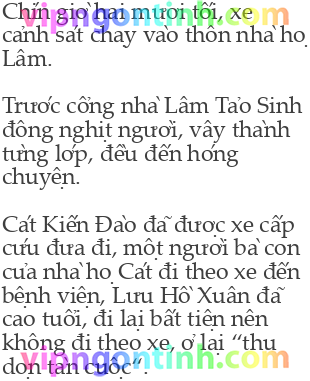 Chín giờ hai mươi tối, xe
cảnh sát chạy vào thôn nhà họ
Lâm.
Trước cổng nhà Lâm Tảo Sinh
đông nghịt người, vây thành
từng lớp, đều đến hóng
chuyện.
Cát Kiến Đào đã được xe cấp
cứu đưa đi, một người bà con
của nhà họ Cát đi theo xe đến
bệnh viện, Lưu Hồ Xuân đã
cao tuổi, đi lại bất tiện nên
không đi theo xe, ở lại “thu
dọn tàn cuộc”.
vipngontinh.com
vipngontinh.com